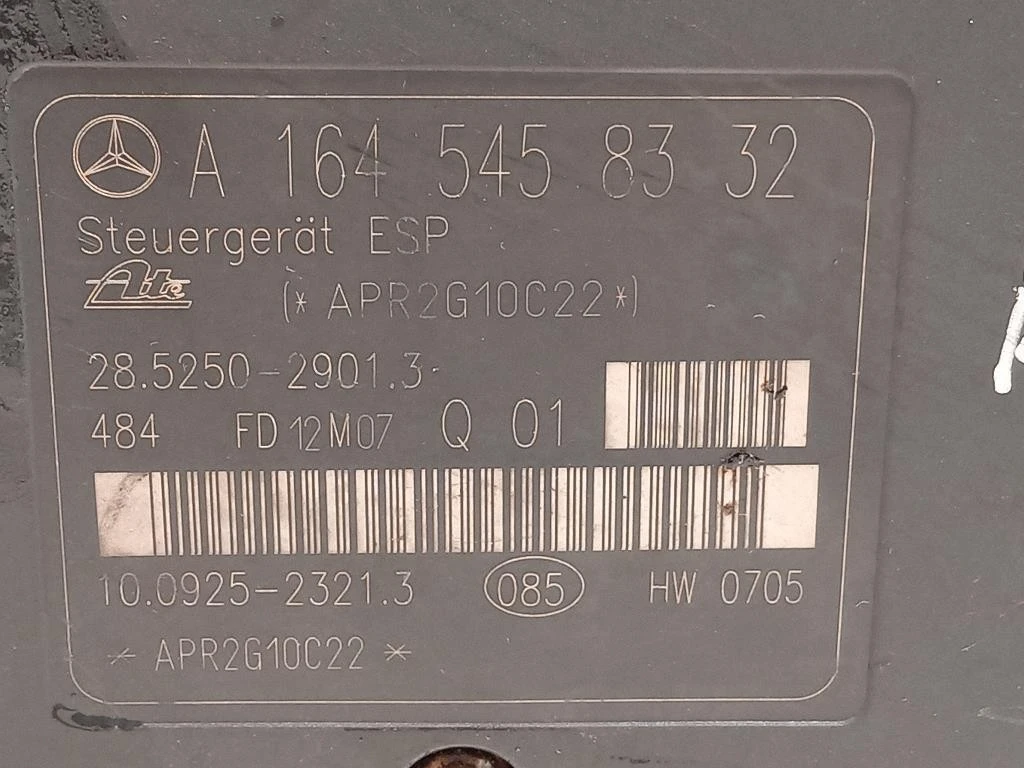 A 164 545 83 32
Steuergerät ESP
Ate (* APR2G10C22 *)
28.5250-2901.3
484 FD 12M07 Q 01
10.0925-2321.3 085 HW 0705
* APR2G10C22 *